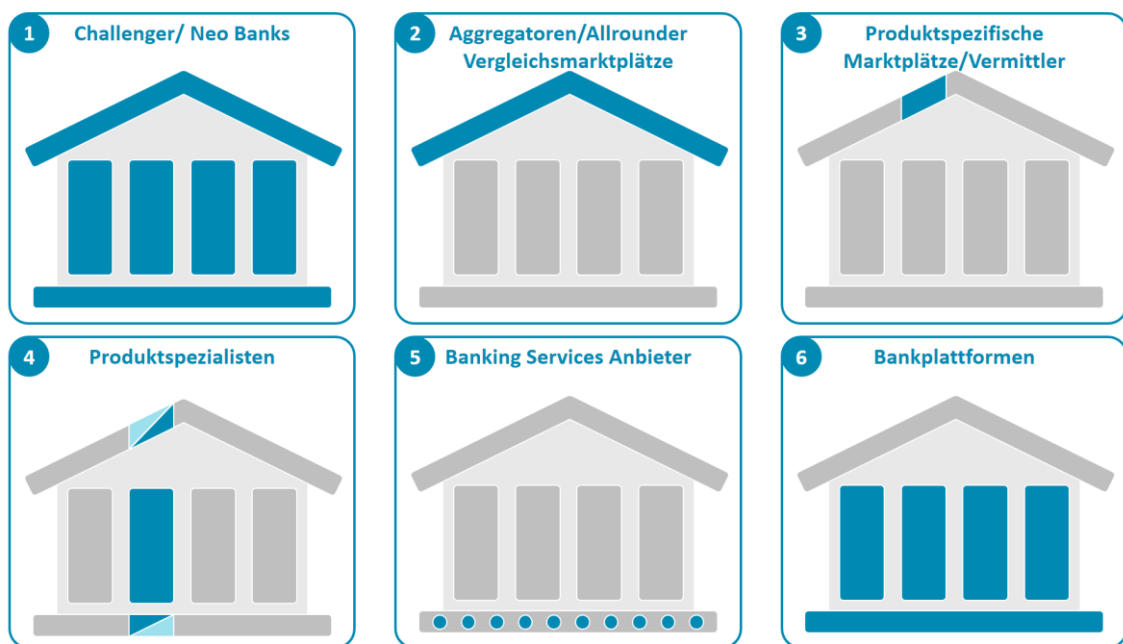 1 Challenger/ Neo Banks
2 Aggregatoren/Allrounder
Vergleichsmarktplätze
3 Produktspezifische
Marktplätze/Vermittler
4 Produktspezialisten
5 Banking Services Anbieter
6 Bankplattformen